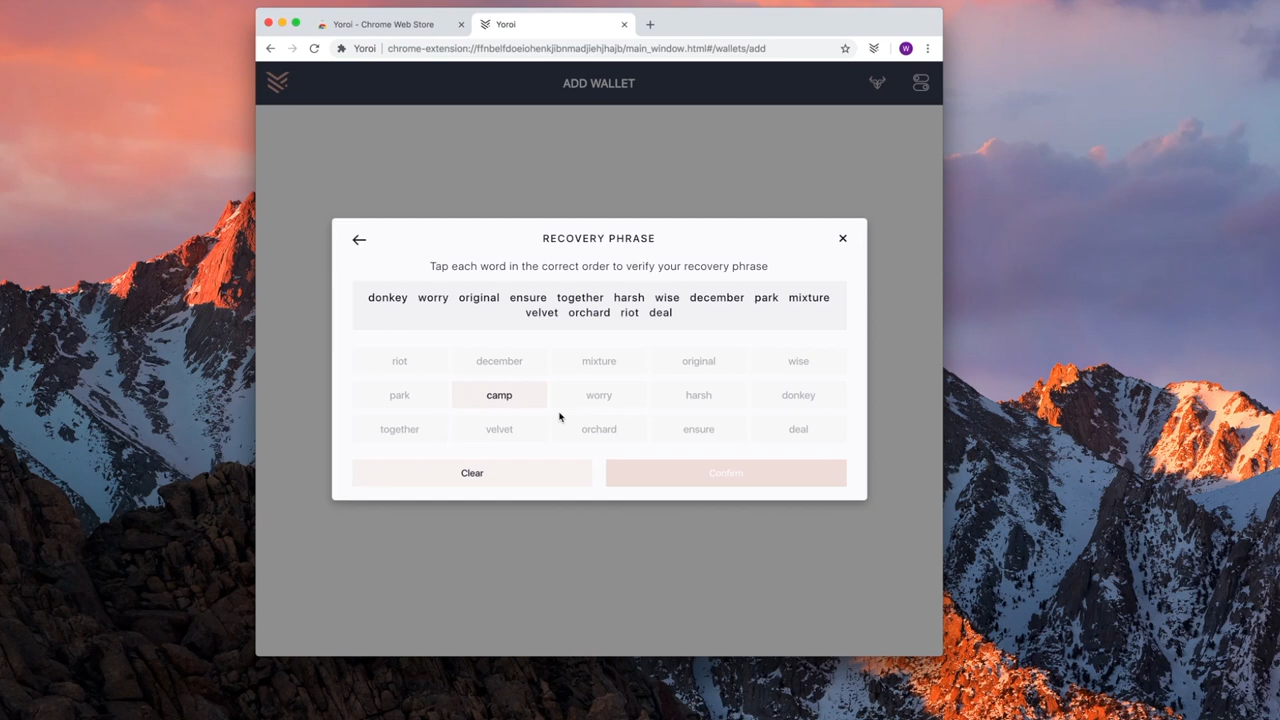 Yoroi - Chrome Web Store
Yoroi
Yoroi chrome-extension://ffnbelfdoeiohenkjibnmadjiehjhajb/main_window.html#/wallets/add
W
ADD WALLET
RECOVERY PHRASE
Tap each word in the correct order to verify your recovery phrase
donkey worry original ensure together harsh wise december park mixture
velvet orchard riot deal
riot december mixture original wise
park camp worry harsh donkey
together velvet orchard ensure deal
Clear Confirm